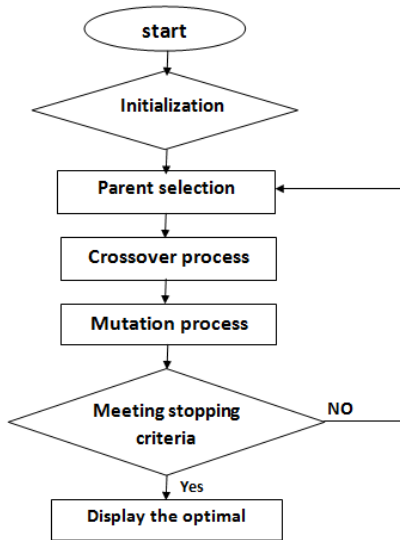 start
Initialization
Parent selection
Crossover process
Mutation process
Meeting stopping
criteria
NO
Yes
Display the optimal